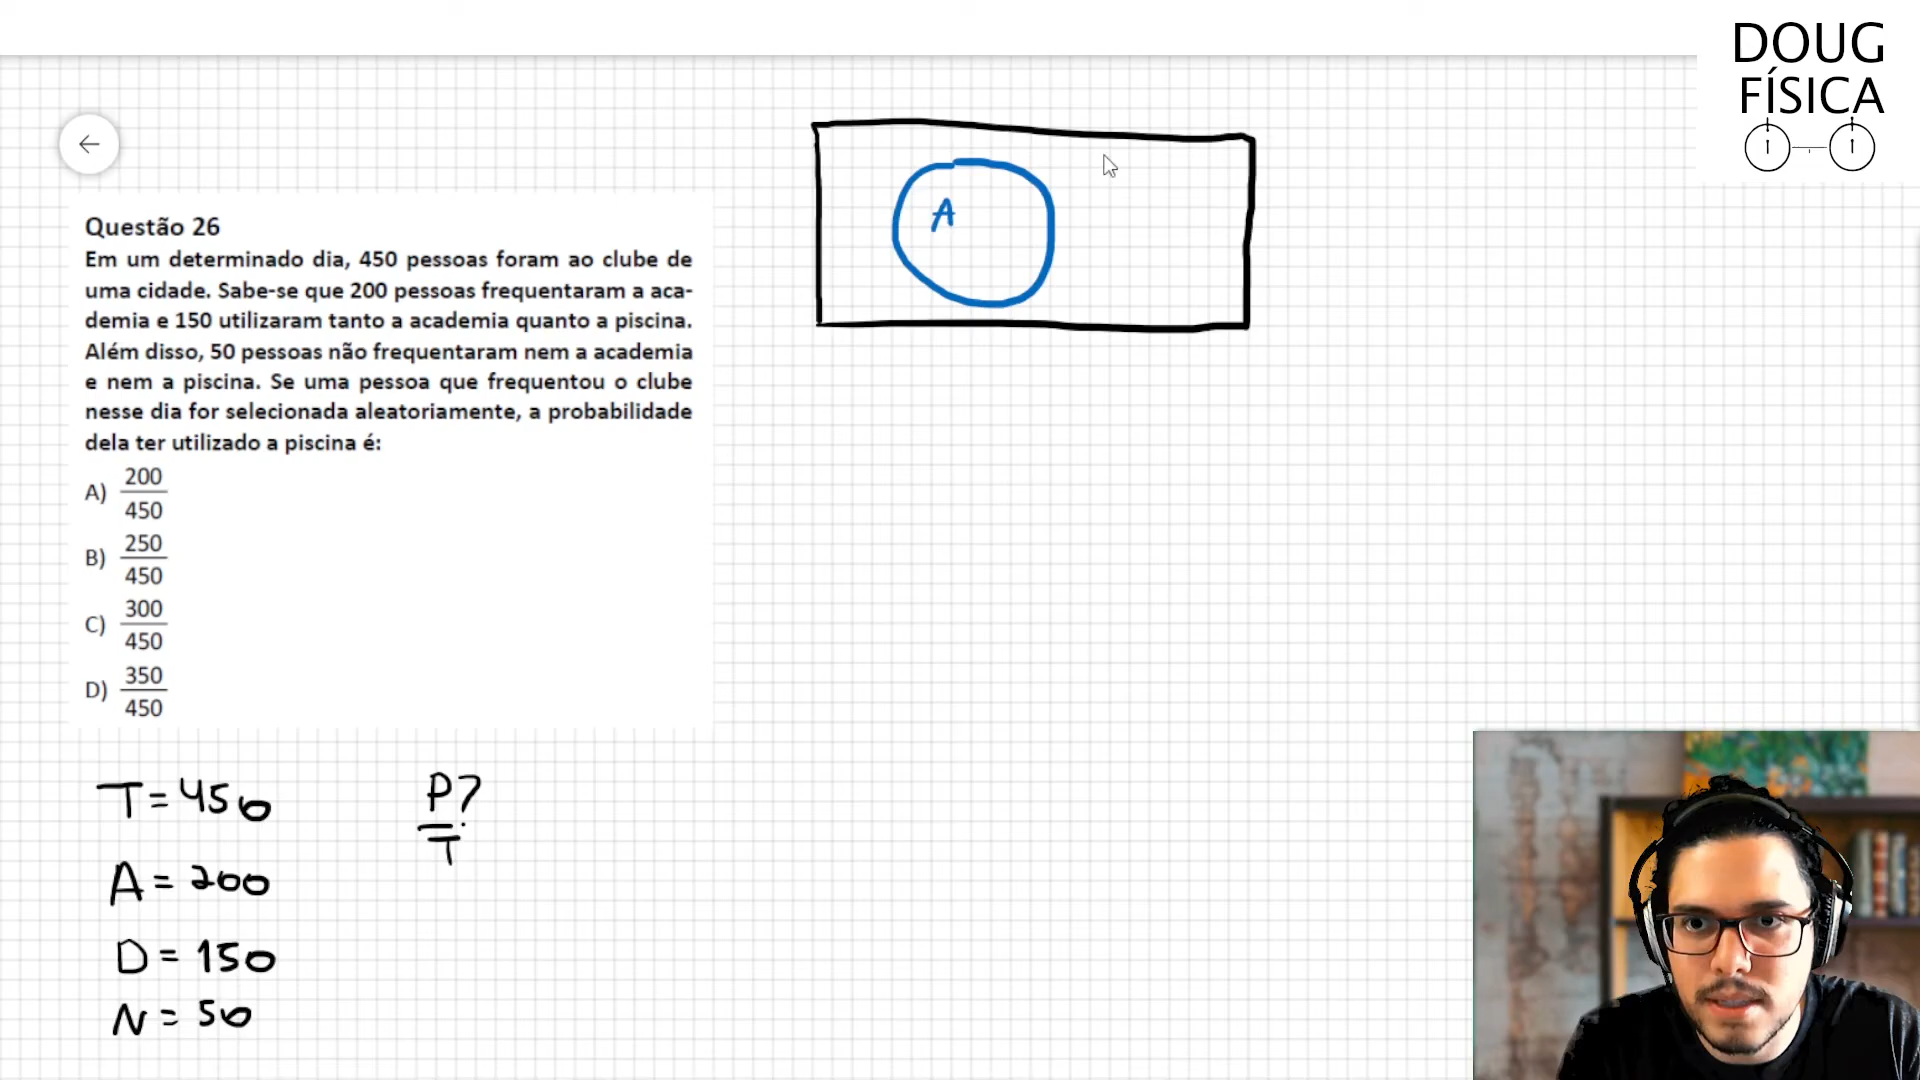 DOUG
FÍSICA
Questão 26
Em um determinado dia, 450 pessoas foram ao clube de
uma cidade. Sabe-se que 200 pessoas frequentaram a aca-
demia e 150 utilizaram tanto a academia quanto a piscina.
Além disso, 50 pessoas não frequentaram nem a academia
e nem a piscina. Se uma pessoa que frequentou o clube
nesse dia for selecionada aleatoriamente, a probabilidade
dela ter utilizado a piscina é:
A) 200/450
B) 250/450
C) 300/450
D) 350/450
A
T = 450
A = 200
D = 150
N = 50
P?
T